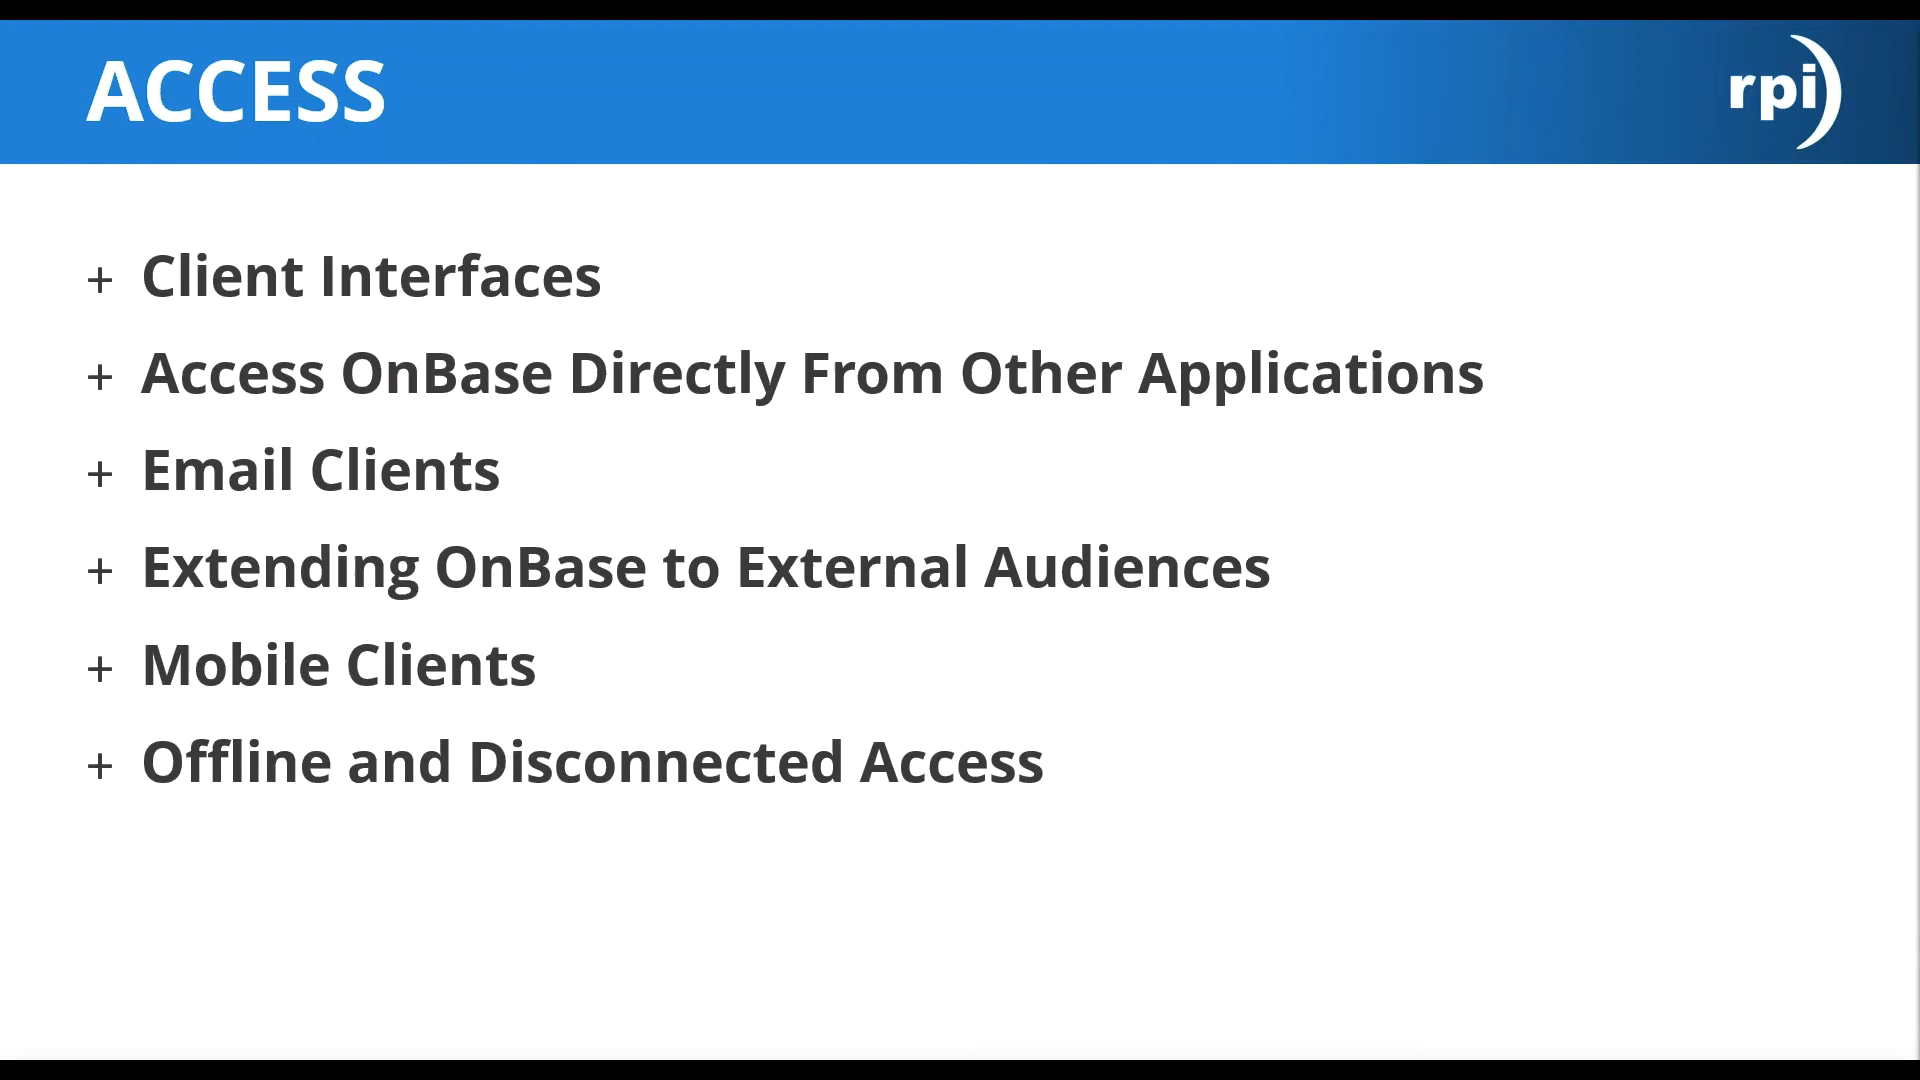 ACCESS
rpi
+ Client Interfaces
+ Access OnBase Directly From Other Applications
+ Email Clients
+ Extending OnBase to External Audiences
+ Mobile Clients
+ Offline and Disconnected Access